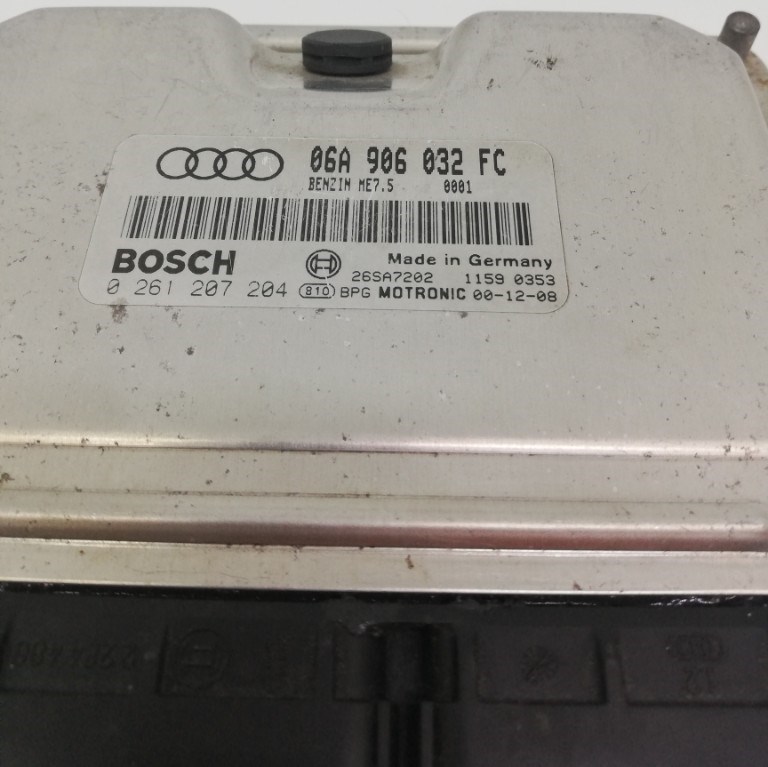 06A 906 032 FC
BENZIN ME7.5 0001
BOSCH
Made in Germany
26SA7202 1159 0353
0 261 207 204 810 BPG MOTRONIC 00-12-08
12